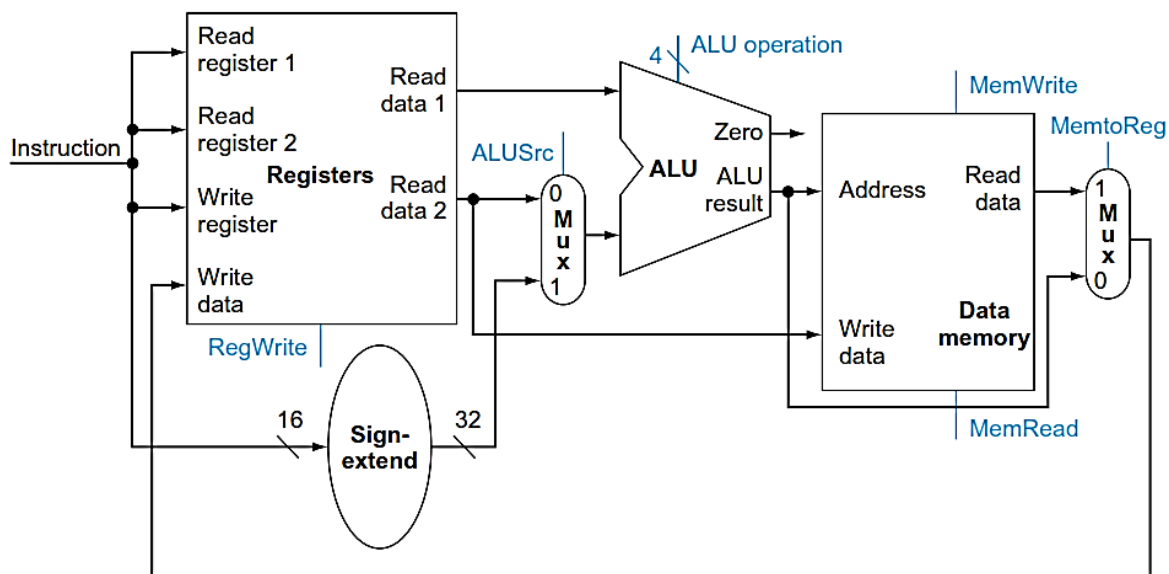 Instruction
Read
register 1
Read
register 2
Write
register
Write
data
Registers
Read
data 1
Read
data 2
RegWrite
16
Sign-
extend
32
ALUSrc
0
M
u
x
1
4
ALU operation
ALU
Zero
ALU
result
MemWrite
Address
Read
data
Write
data
Data
memory
MemRead
MemtoReg
1
M
u
x
0